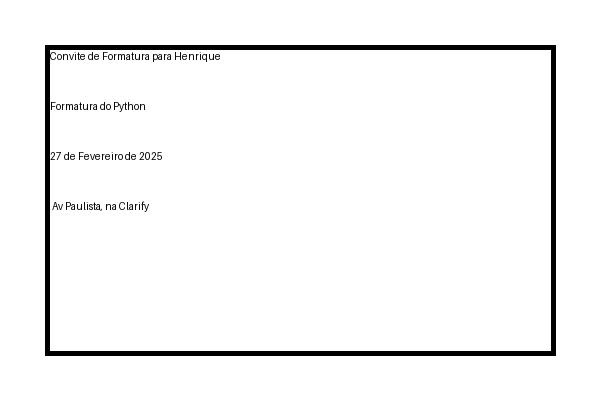 Convite de Formatura para Henrique
Formatura do Python
27 de Fevereiro de 2025
Av Paulista, na Clarify